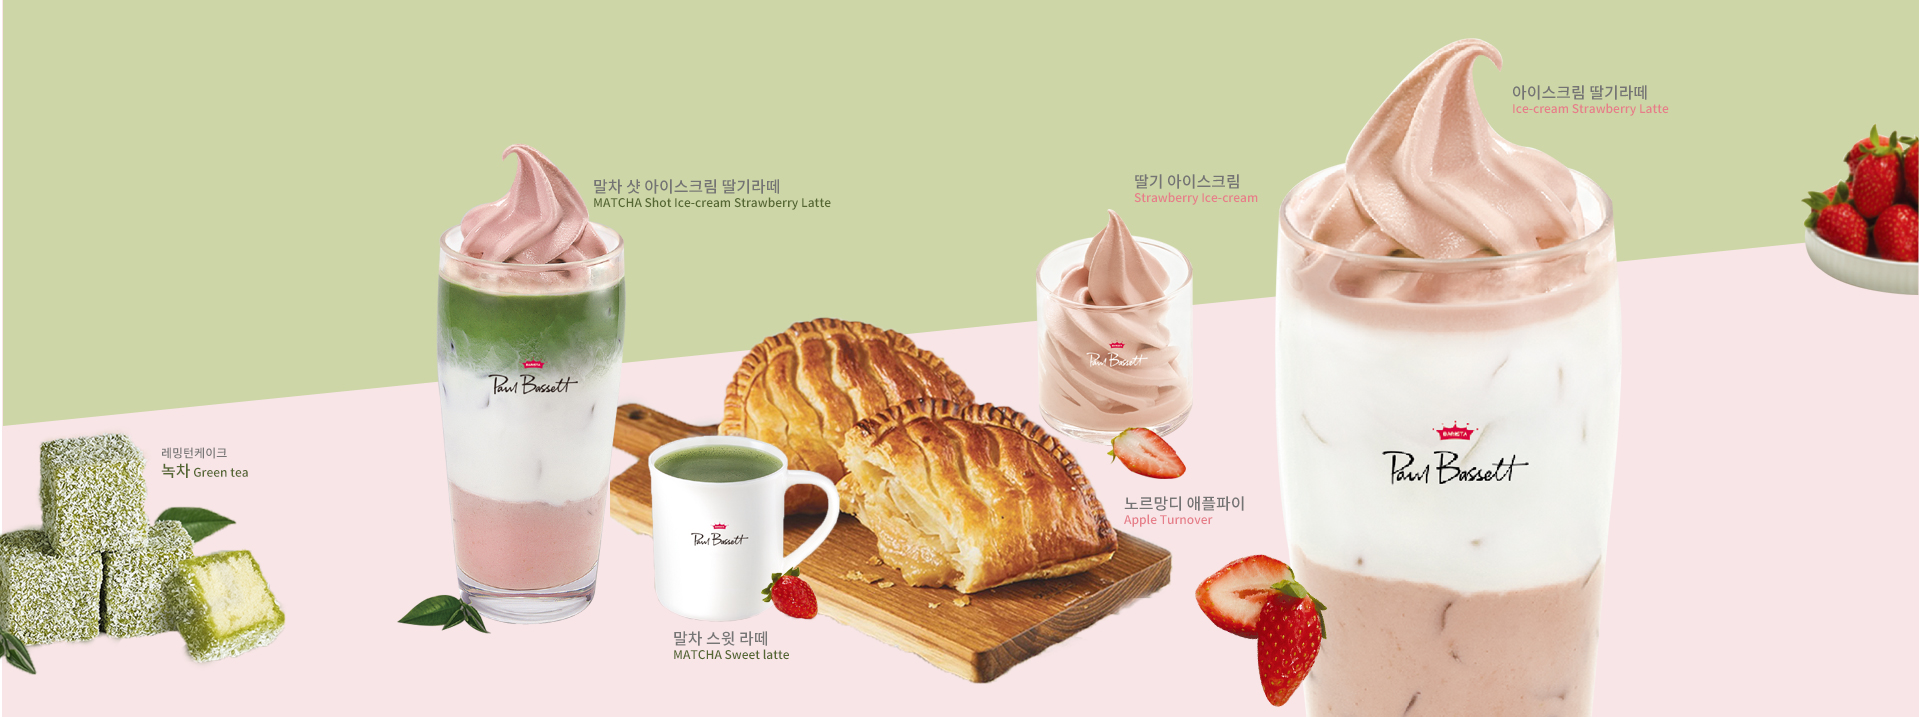 아이스크림 딸기라떼
Ice-cream Strawberry Latte
딸기 아이스크림
Strawberry Ice-cream
말차 샷 아이스크림 딸기라떼
MATCHA Shot Ice-cream Strawberry Latte
BARISTA
Paul Bassett
BARISTA
Paul Bassett
BARISTA
Paul Bassett
BARISTA
Paul Bassett
레밍턴케이크
녹차 Green tea
노르망디 애플파이
Apple Turnover
말차 스윗 라떼
MATCHA Sweet latte